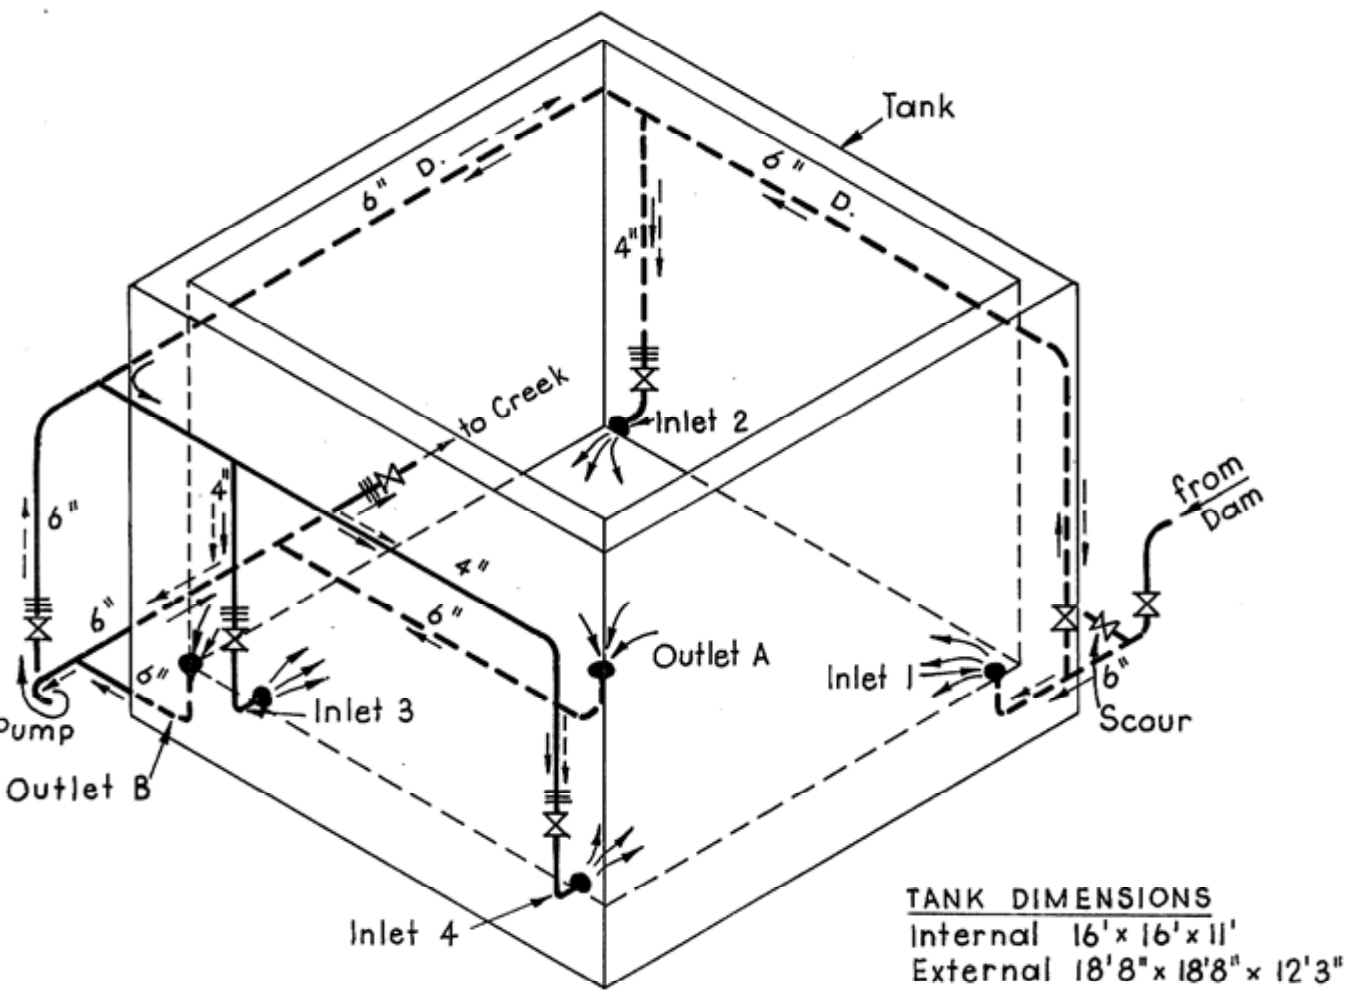 Tank
6" D.
6" D.
4"
to Creek
Inlet 2
from
Dam
4"
6"
4"
6"
6"
6"
Outlet A
Inlet 1
6"
Inlet 3
Scour
Pump
Outlet B
Inlet 4
TANK DIMENSIONS
Internal 16' x 16' x 11'
External 18'8" x 18'8" x 12'3"